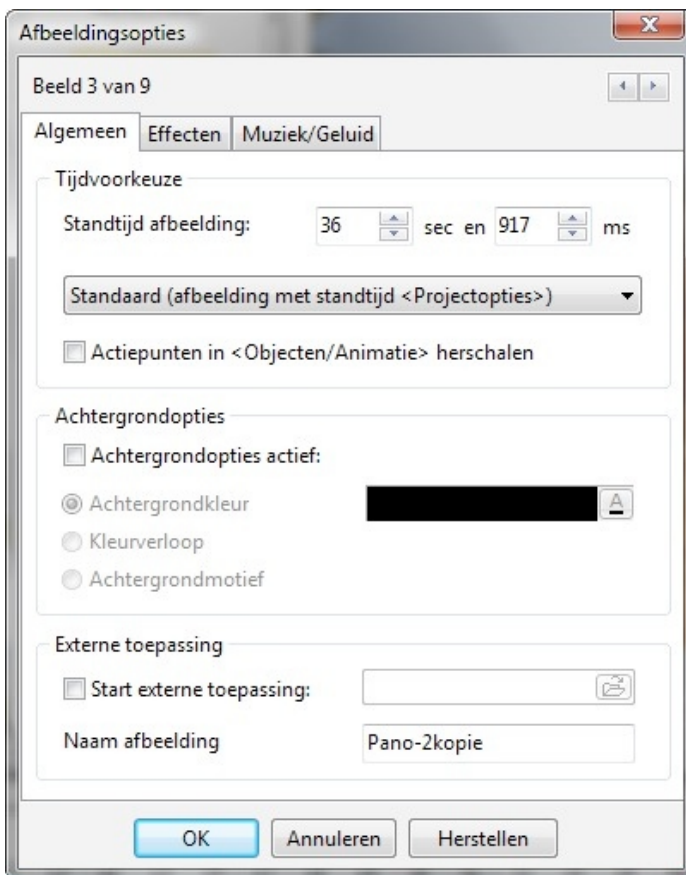 Afbeeldingsopties
Beeld 3 van 9
Algemeen Effecten Muziek/Geluid
Tijdvoorkeuze
Standtijd afbeelding: 36 sec en 917 ms
Standaard (afbeelding met standtijd <Projectopties>)
Actiepunten in <Objecten/Animatie> herschalen
Achtergrondopties
Achtergrondopties actief:
Achtergrondkleur A
Kleurverloop
Achtergrondmotief
Externe toepassing
Start externe toepassing:
Naam afbeelding Pano-2kopie
OK Annuleren Herstellen